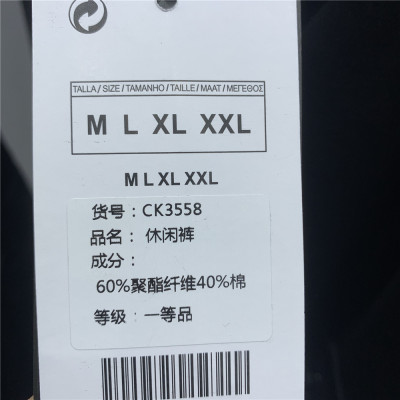 TALLA / SIZE / TAMANHO / TAILLE / MAAT / ΜΕΓΕΘΟΣ
M L XL XXL
M L XL XXL
货号：CK3558
品名： 休闲裤
成分：
60%聚酯纤维40%棉
等级：一等品